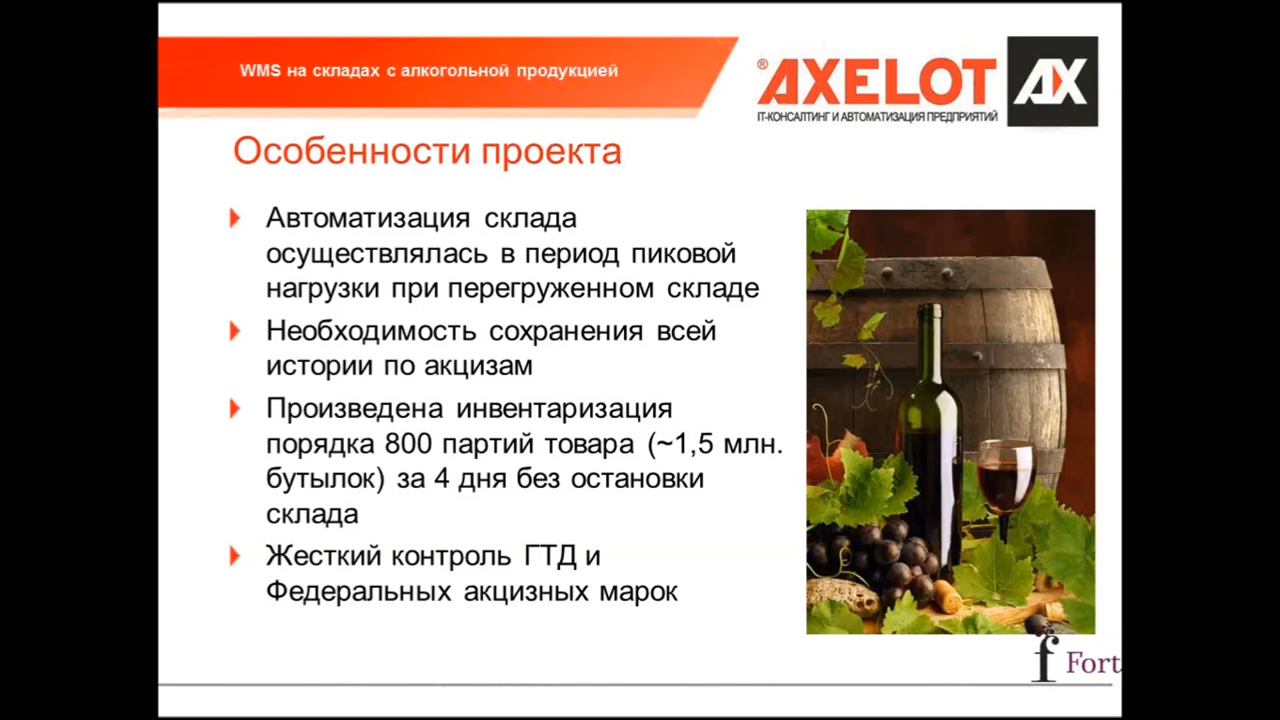 WMS на складах с алкогольной продукцией
®AXELOT
AX
IT-КОНСАЛТИНГ И АВТОМАТИЗАЦИЯ ПРЕДПРИЯТИЙ
Особенности проекта
Автоматизация склада
осуществлялась в период пиковой
нагрузки при перегруженном складе
Необходимость сохранения всей
истории по акцизам
Произведена инвентаризация
порядка 800 партий товара (~1,5 млн.
бутылок) за 4 дня без остановки
склада
Жесткий контроль ГТД и
Федеральных акцизных марок
f Fort